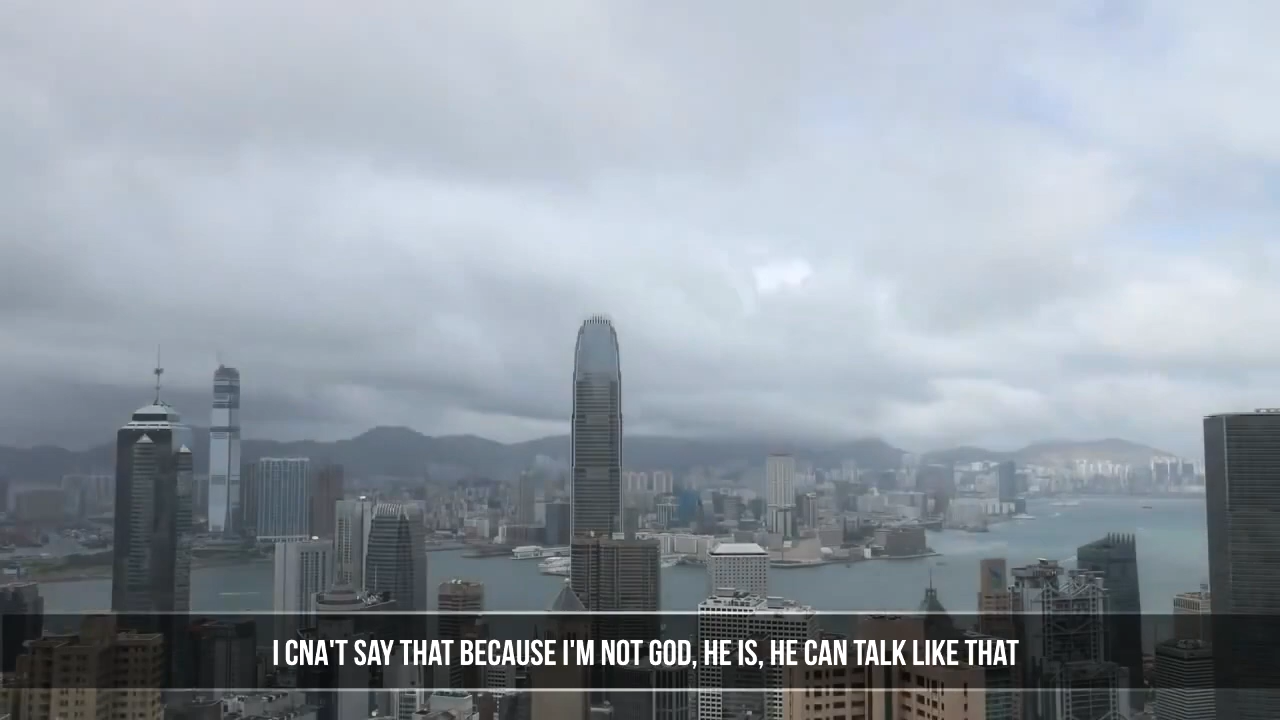 I CNA'T SAY THAT BECAUSE I'M NOT GOD, HE IS, HE CAN TALK LIKE THAT